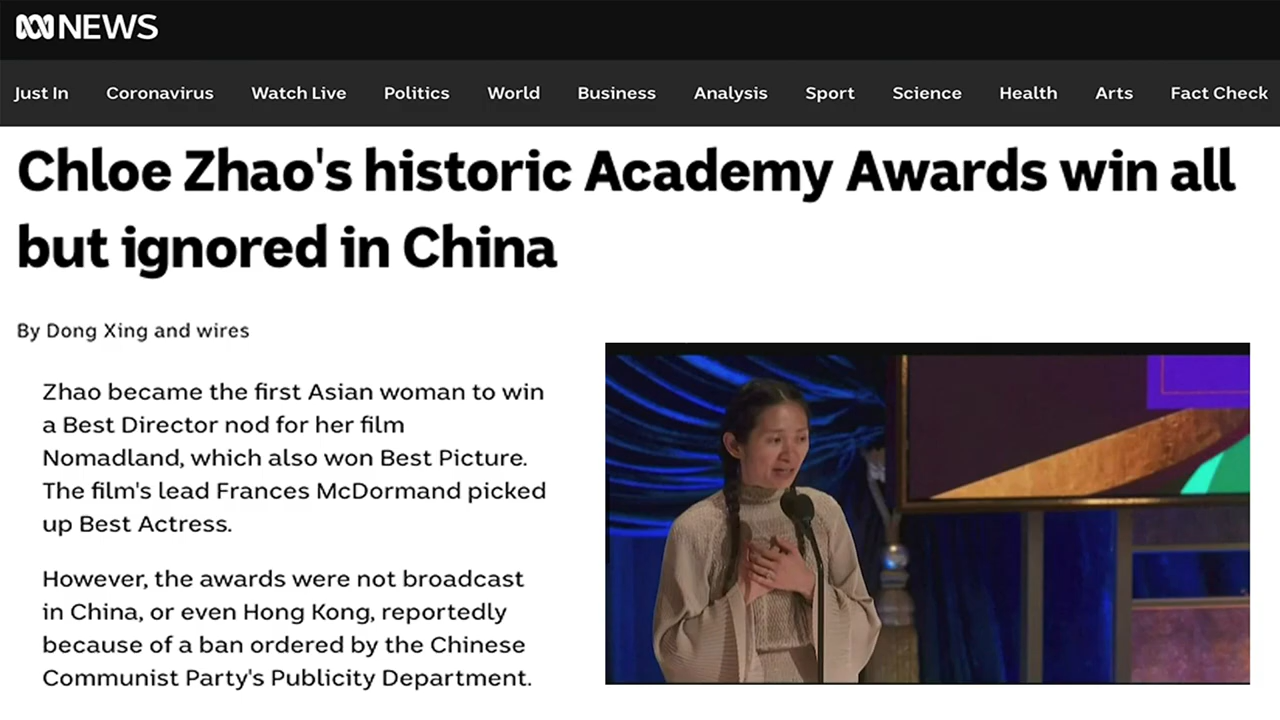 NEWS
Just In Coronavirus Watch Live Politics World Business Analysis Sport Science Health Arts Fact Check
Chloe Zhao's historic Academy Awards win all
but ignored in China
By Dong Xing and wires
Zhao became the first Asian woman to win
a Best Director nod for her film
Nomadland, which also won Best Picture.
The film's lead Frances McDormand picked
up Best Actress.
However, the awards were not broadcast
in China, or even Hong Kong, reportedly
because of a ban ordered by the Chinese
Communist Party's Publicity Department.